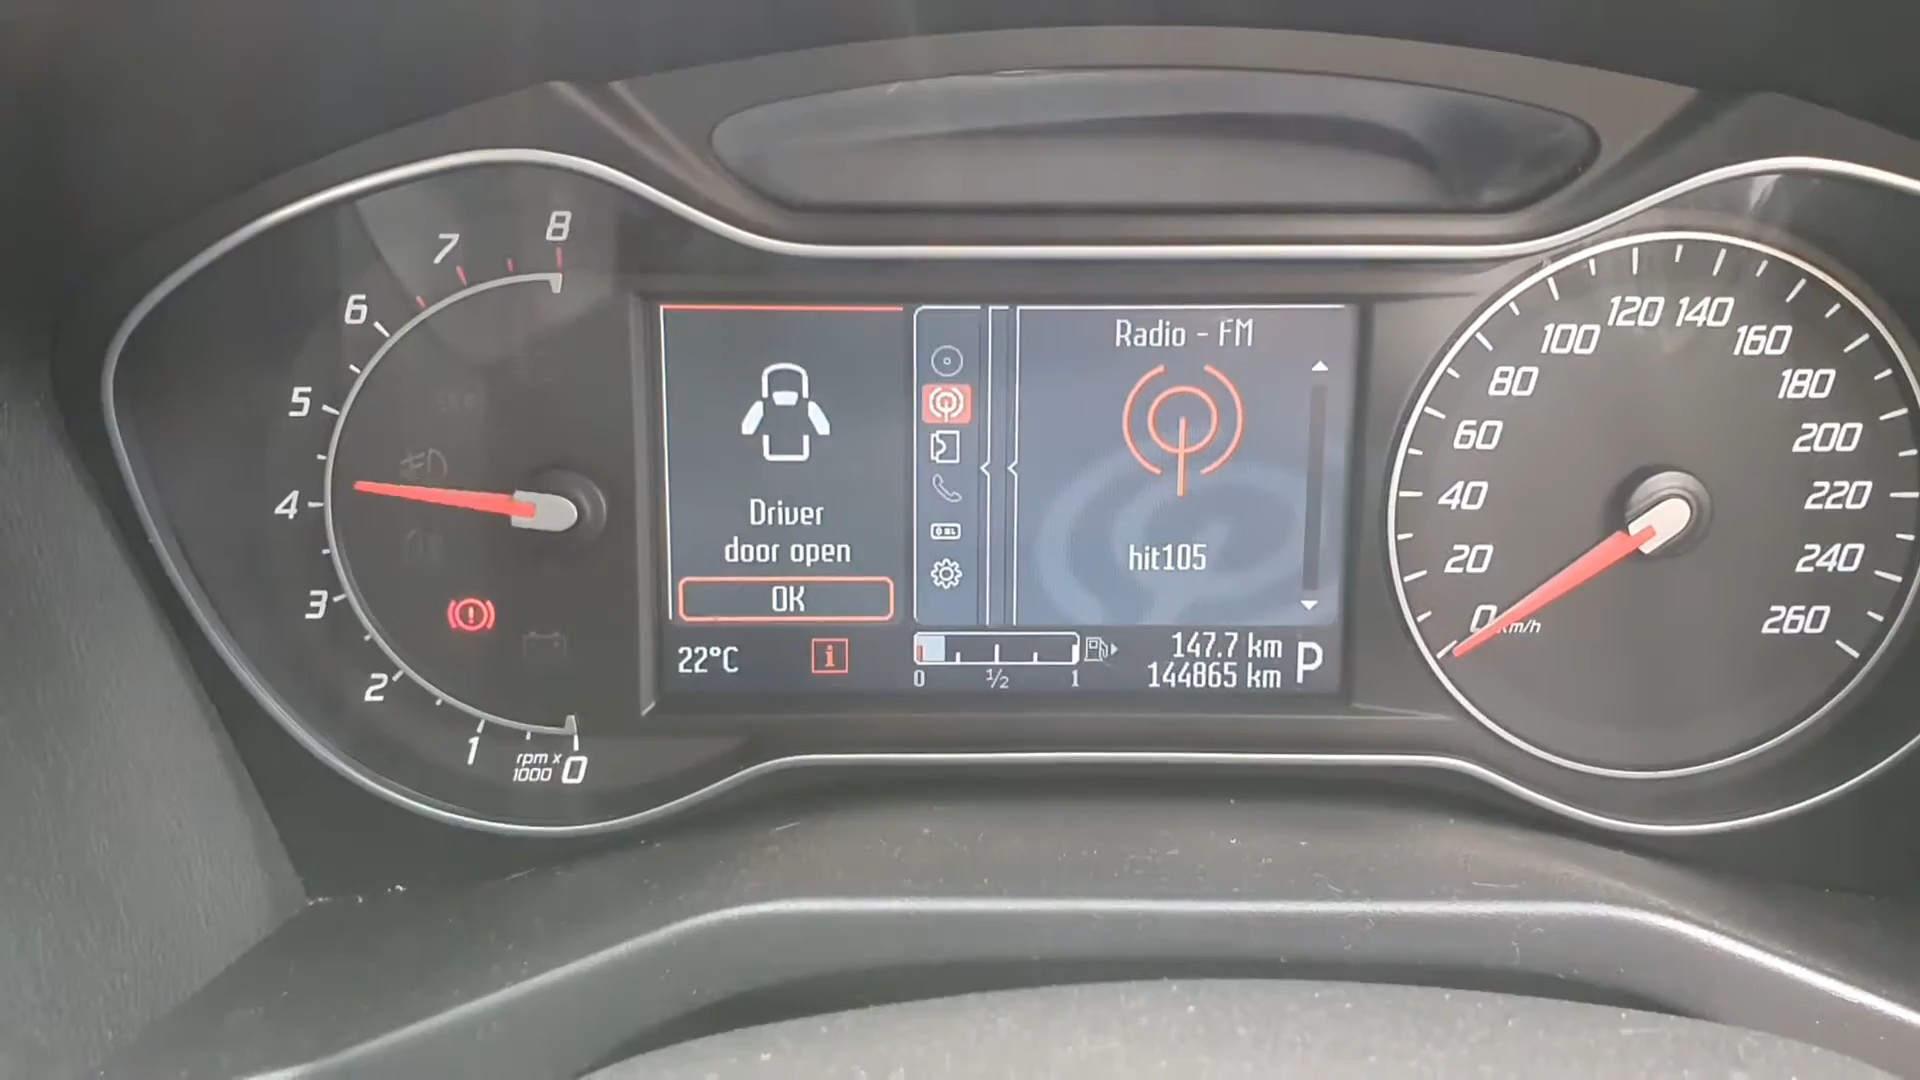 8
7
6
5
4
3
2
1
rpm x
1000
0
Driver
door open
OK
22°C
i
Radio - FM
hit105
0
1/2
1
147.7 km
144865 km
P
0
km/h
20
40
60
80
100
120
140
160
180
200
220
240
260